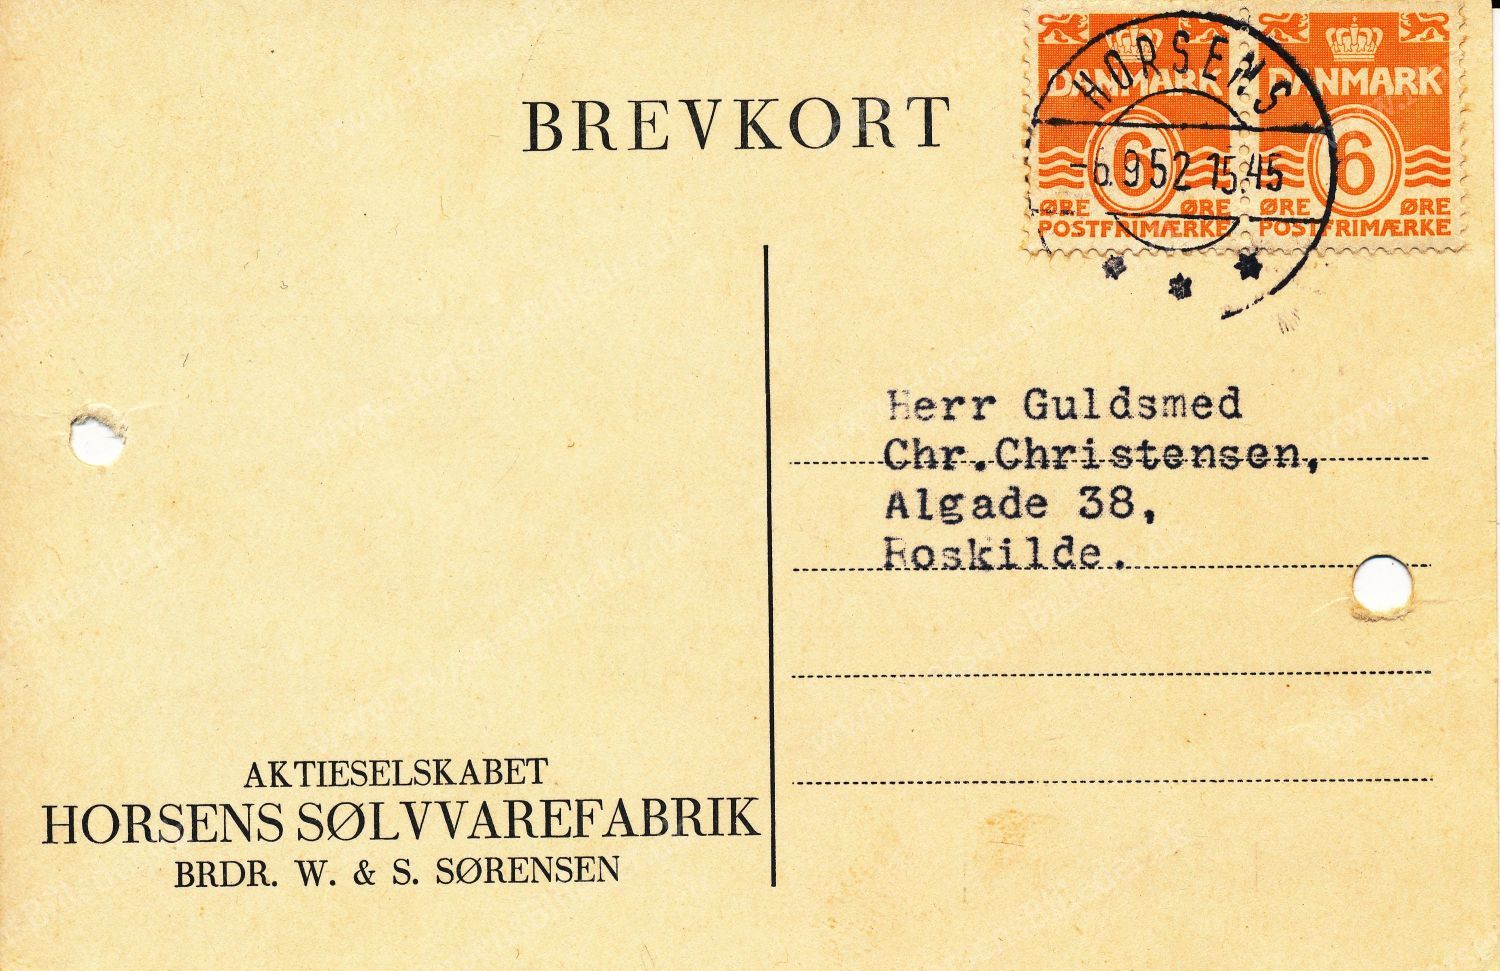 BREVKORT
DANMARK
6
ØRE ØRE
POSTFRIMÆRKE
DANMARK
6
ØRE ØRE
POSTFRIMÆRKE
HORSENS
-6.9.52 15.45
Herr Guldsmed
Chr.Christensen,
Algade 38,
Roskilde.
AKTIESELSKABET
HORSENS SØLVVAREFABRIK
BRDR. W. & S. SØRENSEN